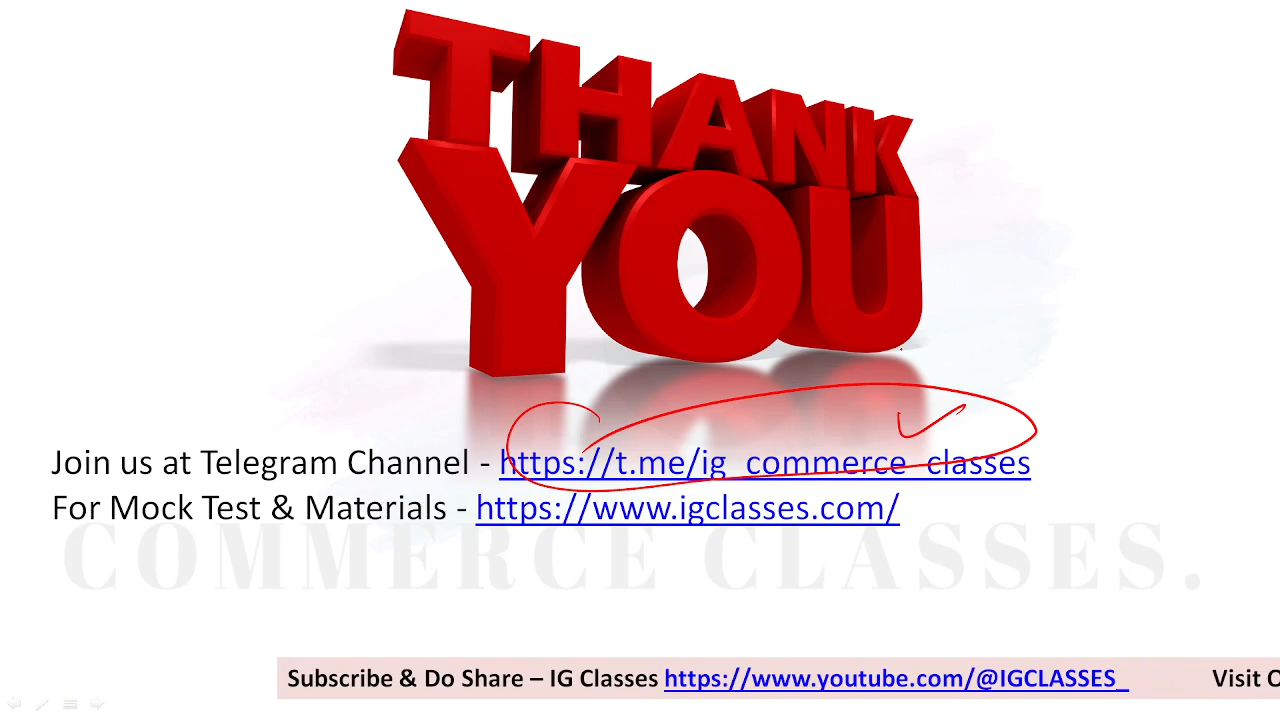 THANK
YOU
Join us at Telegram Channel - https://t.me/ig_commerce_classes
For Mock Test & Materials - https://www.igclasses.com/
COMMERCE CLASSES.
Subscribe & Do Share – IG Classes https://www.youtube.com/@IGCLASSES_ Visit